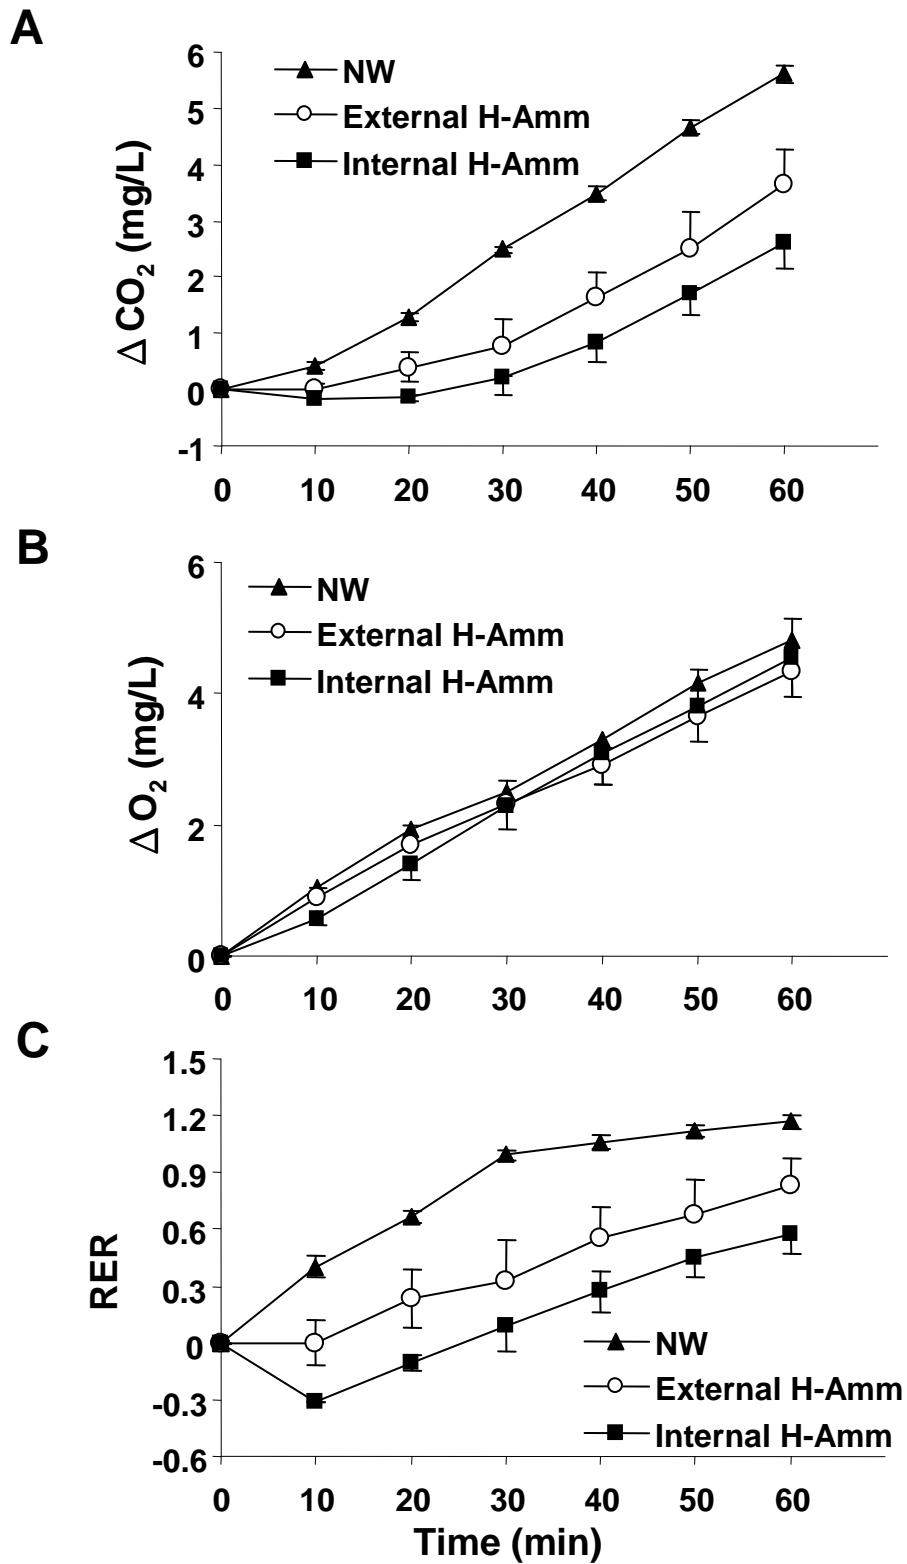 A
6
5
4
3
2
1
0
-1
Δ CO2 (mg/L)
NW
External H-Amm
Internal H-Amm
0 10 20 30 40 50 60
B
6
4
2
0
Δ O2 (mg/L)
NW
External H-Amm
Internal H-Amm
0 10 20 30 40 50 60
C
1.5
1.2
0.9
0.6
0.3
0
-0.3
-0.6
RER
NW
External H-Amm
Internal H-Amm
0 10 20 30 40 50 60
Time (min)